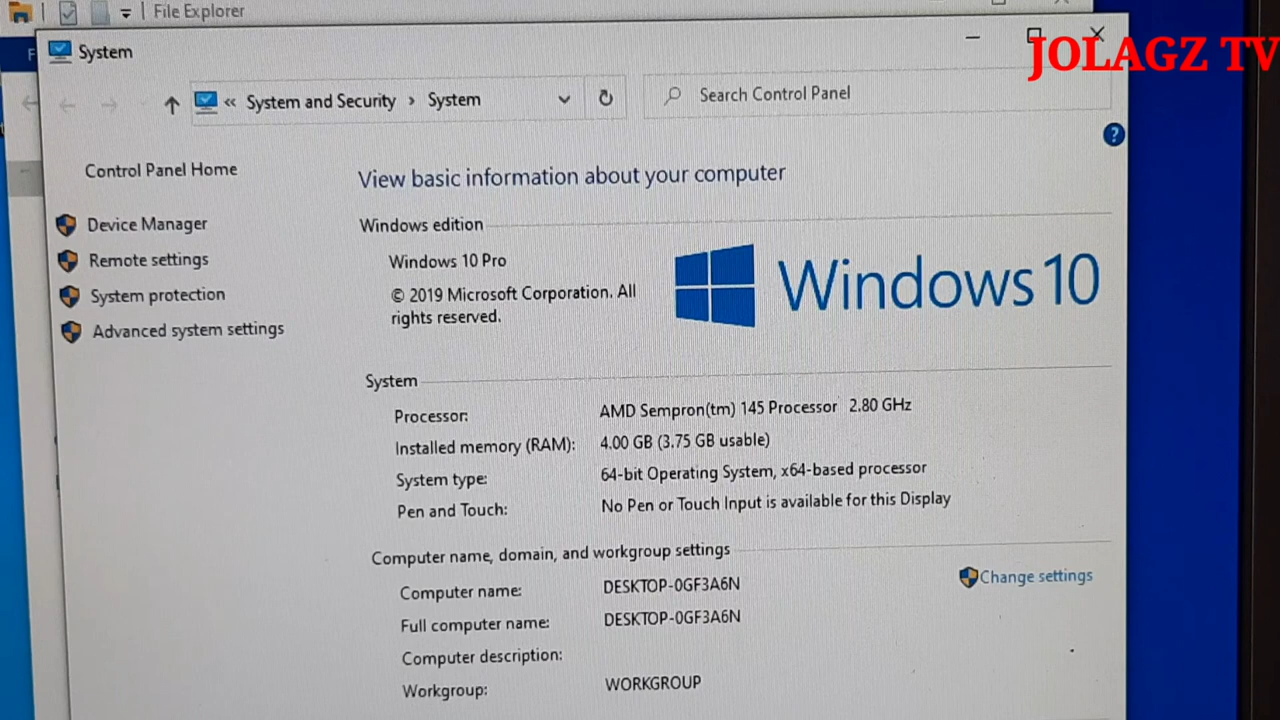 File Explorer
System
JOLAGZ TV
« System and Security › System
Search Control Panel
?
Control Panel Home
Device Manager
Remote settings
System protection
Advanced system settings
View basic information about your computer
Windows edition
Windows 10 Pro
© 2019 Microsoft Corporation. All
rights reserved.
Windows 10
System
Processor: AMD Sempron(tm) 145 Processor 2.80 GHz
Installed memory (RAM): 4.00 GB (3.75 GB usable)
System type: 64-bit Operating System, x64-based processor
Pen and Touch: No Pen or Touch Input is available for this Display
Computer name, domain, and workgroup settings
Computer name: DESKTOP-0GF3A6N
Change settings
Full computer name: DESKTOP-0GF3A6N
Computer description:
Workgroup: WORKGROUP